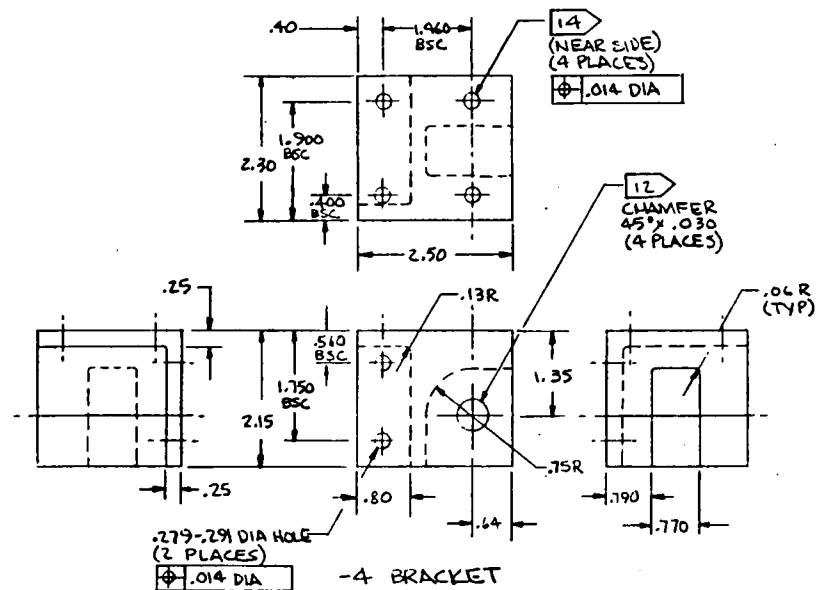 .40
1.460
BSC
14
(NEAR SIDE)
(4 PLACES)
⌖ .014 DIA
1.900
BSC
2.30
.400
BSC
2.50
12
CHAMFER
45° x .030
(4 PLACES)
.25
.13R
.06 R
(TYP)
.560
BSC
1.750
BSC
2.15
1.35
.75R
.25
.80
.64
.790
.770
.279-.291 DIA HOLE
(2 PLACES)
⌖ .014 DIA
-4 BRACKET